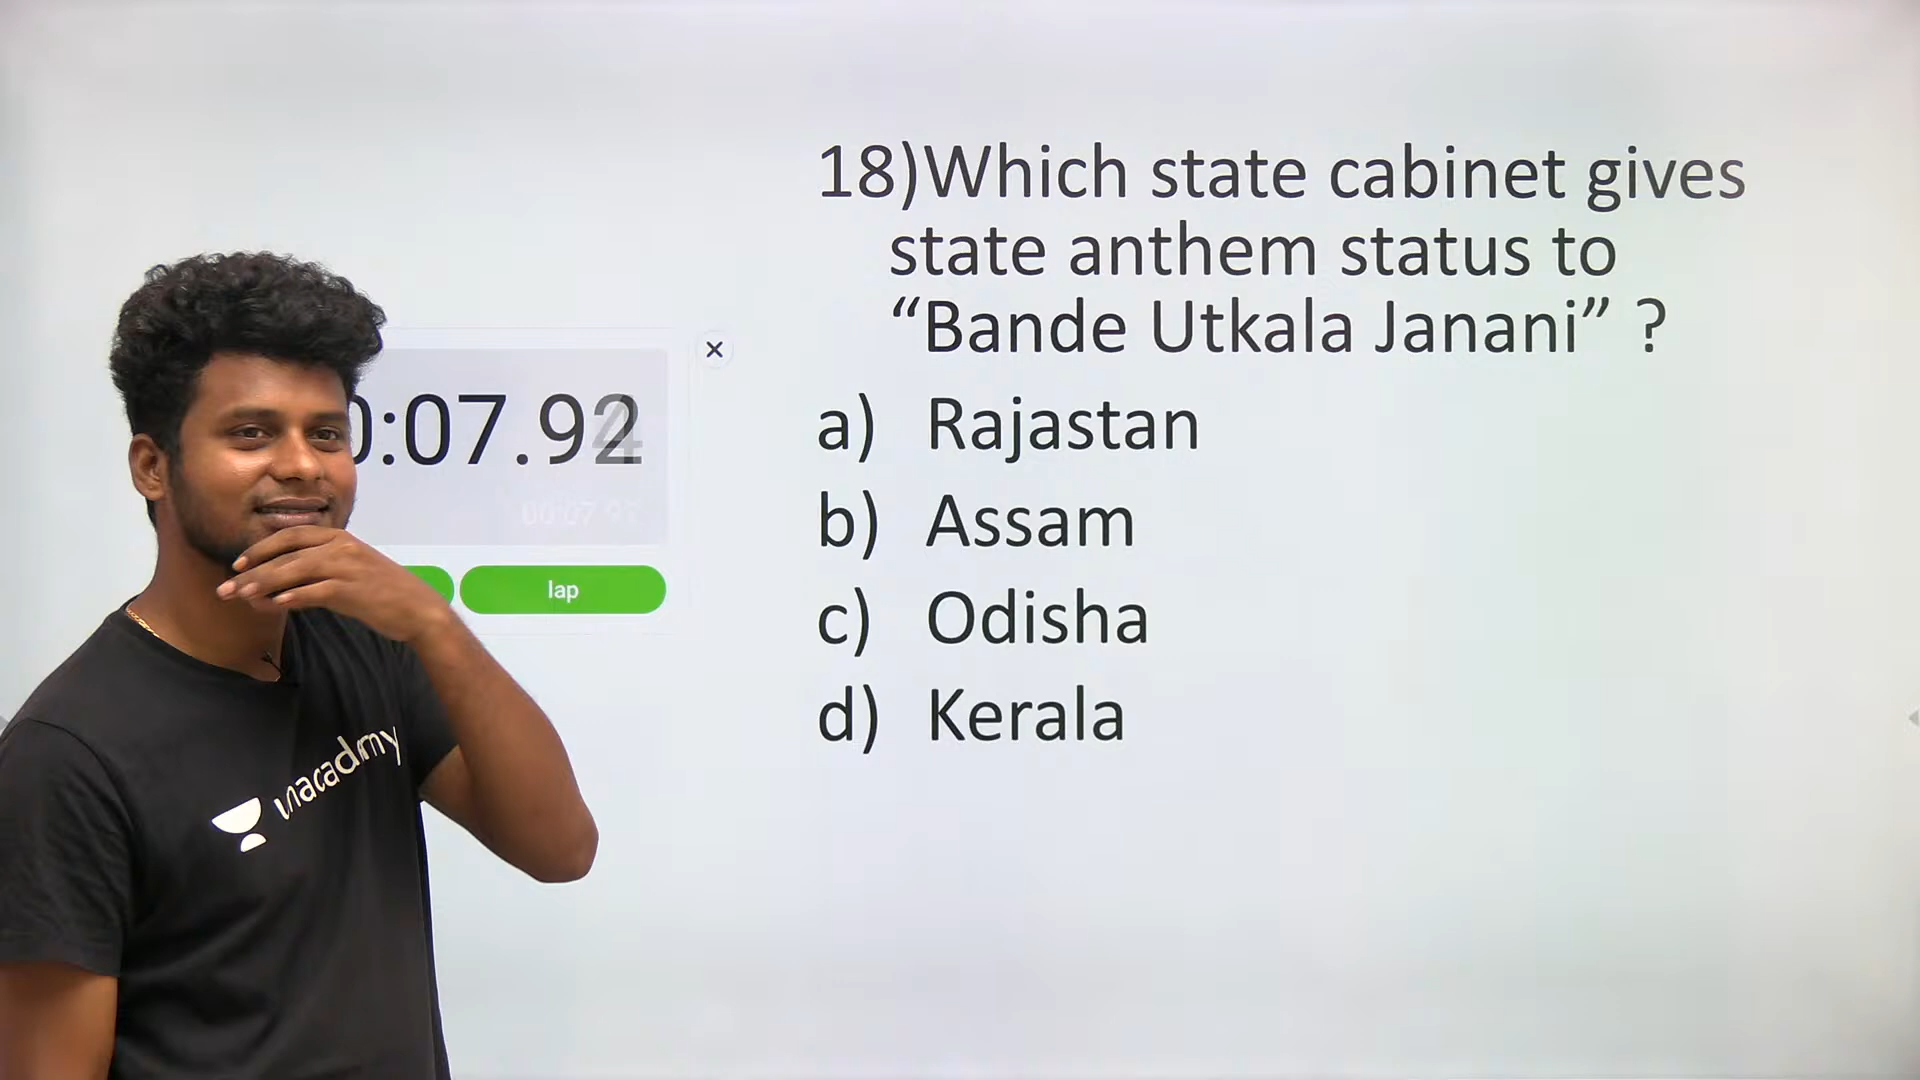 18)Which state cabinet gives
state anthem status to
“Bande Utkala Janani” ?
a) Rajastan
b) Assam
c) Odisha
d) Kerala
0:07.92
lap
unacademy